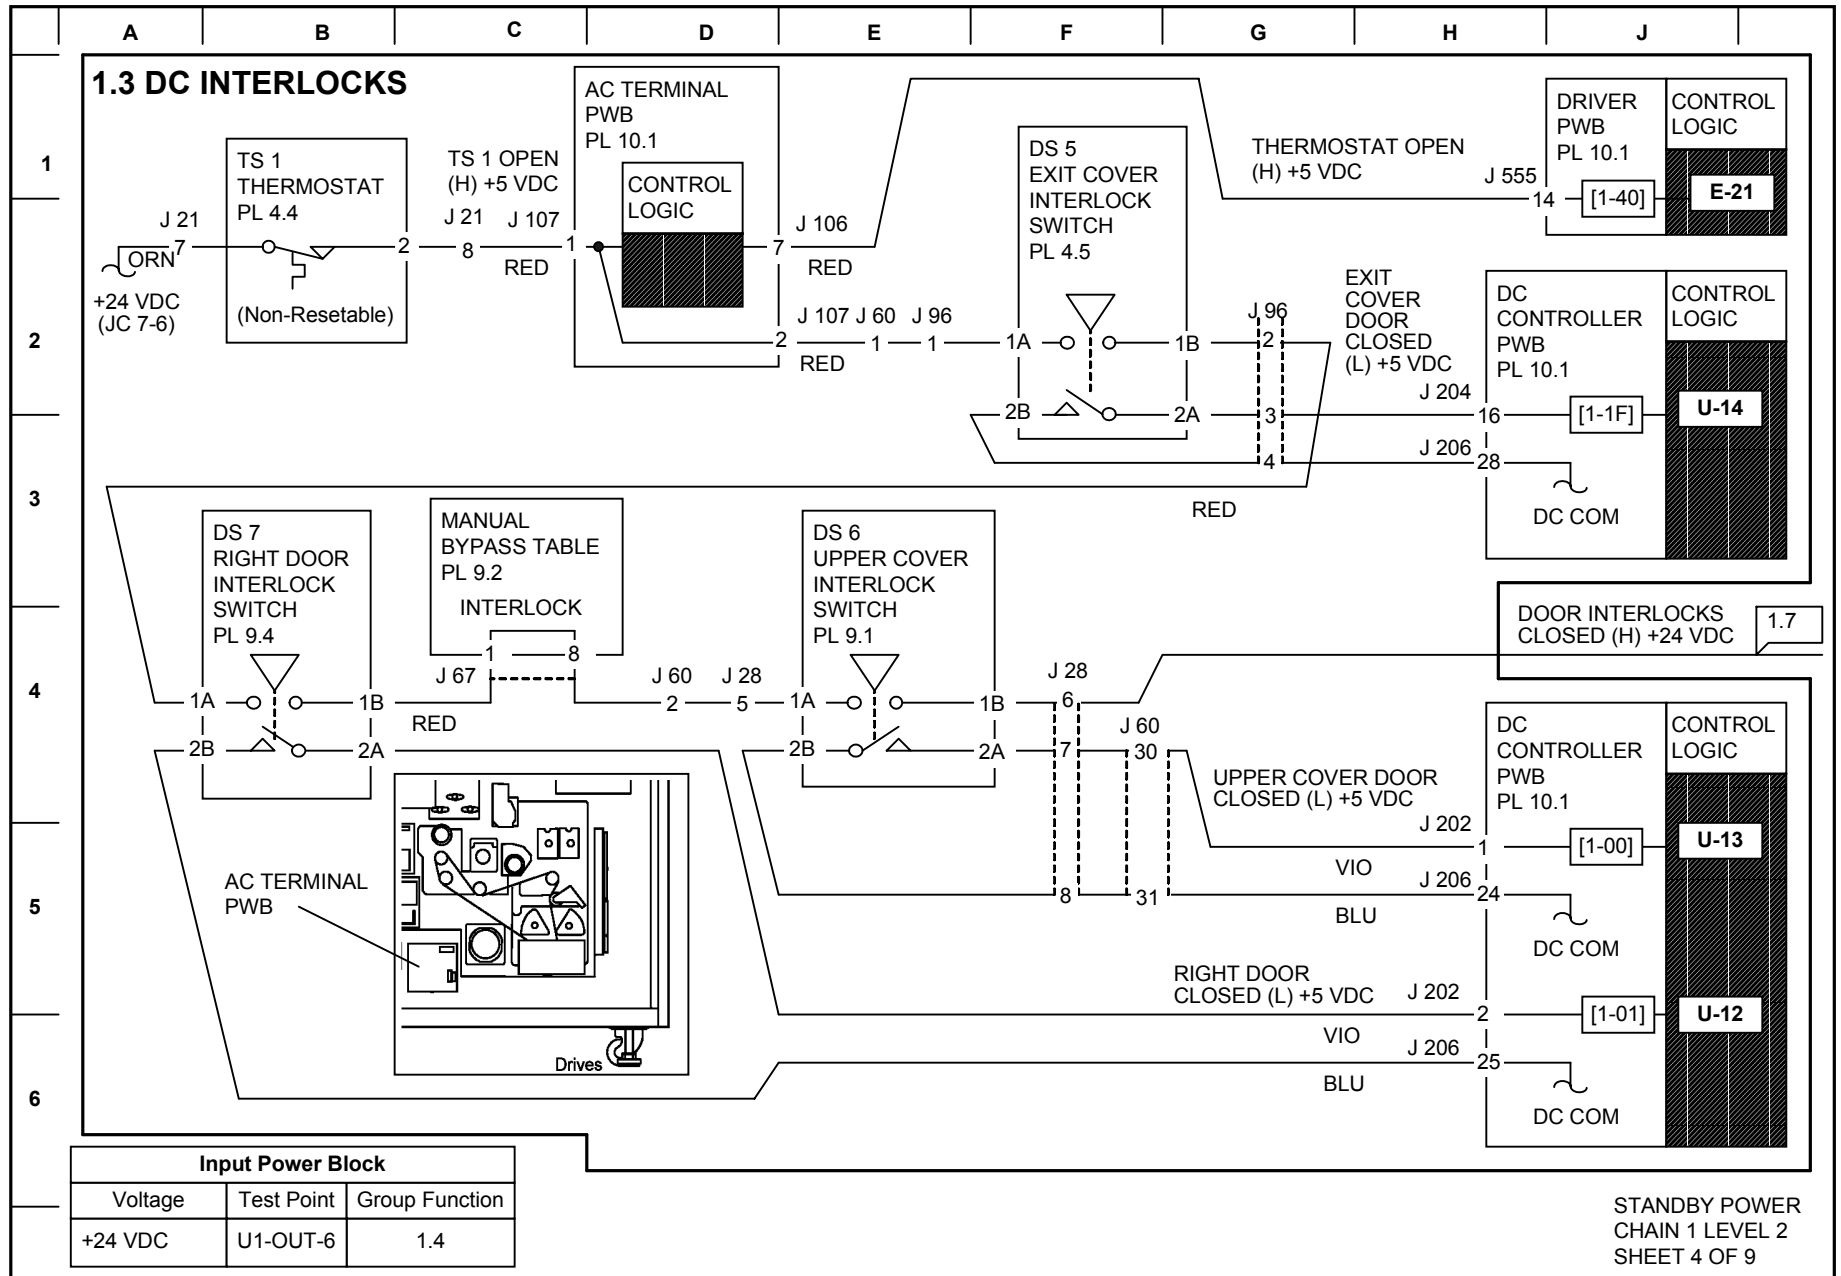 A B C D E F G H J
1.3 DC INTERLOCKS
1
2
3
4
5
6
AC TERMINAL
PWB
PL 10.1
CONTROL
LOGIC
TS 1
THERMOSTAT
PL 4.4
(Non-Resetable)
TS 1 OPEN
(H) +5 VDC
J 21
7
ORN
+24 VDC
(JC 7-6)
2
J 21
8
J 107
RED
1
7
J 106
RED
2
J 107 J 60 J 96
1 1
RED
DS 5
EXIT COVER
INTERLOCK
SWITCH
PL 4.5
1A
1B
2B
2A
J 96
2
3
4
THERMOSTAT OPEN
(H) +5 VDC
J 555
14
DRIVER
PWB
PL 10.1
CONTROL
LOGIC
[1-40]
E-21
EXIT
COVER
DOOR
CLOSED
(L) +5 VDC
J 204
16
J 206
28
DC
CONTROLLER
PWB
PL 10.1
CONTROL
LOGIC
[1-1F]
U-14
DC COM
RED
DS 7
RIGHT DOOR
INTERLOCK
SWITCH
PL 9.4
1A
1B
2B
2A
RED
MANUAL
BYPASS TABLE
PL 9.2
INTERLOCK
1 8
J 67
J 60
2
J 28
5
DS 6
UPPER COVER
INTERLOCK
SWITCH
PL 9.1
1A
1B
2B
2A
J 28
6
7
8
J 60
30
31
DOOR INTERLOCKS
CLOSED (H) +24 VDC
1.7
UPPER COVER DOOR
CLOSED (L) +5 VDC
J 202
1
VIO
J 206
24
BLU
DC
CONTROLLER
PWB
PL 10.1
CONTROL
LOGIC
[1-00]
U-13
DC COM
RIGHT DOOR
CLOSED (L) +5 VDC
J 202
2
VIO
J 206
25
BLU
[1-01]
U-12
DC COM
AC TERMINAL
PWB
Drives
Input Power Block
Voltage Test Point Group Function
+24 VDC U1-OUT-6 1.4
STANDBY POWER
CHAIN 1 LEVEL 2
SHEET 4 OF 9